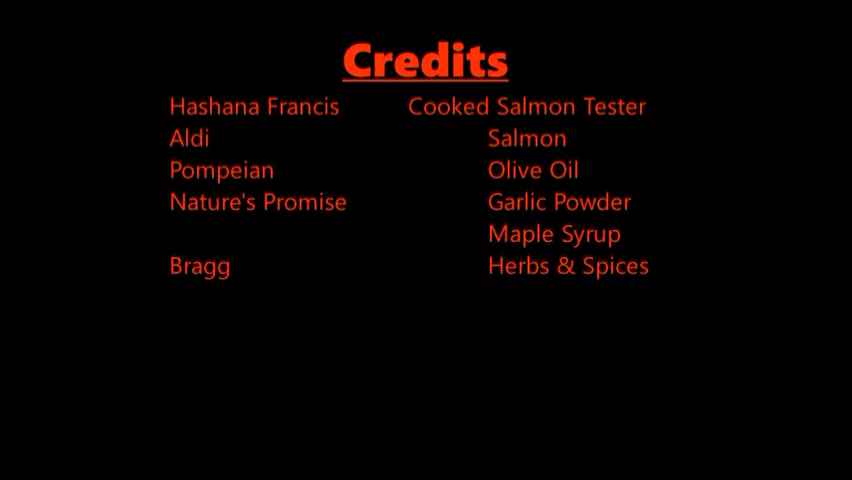 Credits
Hashana Francis Cooked Salmon Tester
Aldi Salmon
Pompeian Olive Oil
Nature's Promise Garlic Powder
Maple Syrup
Bragg Herbs & Spices